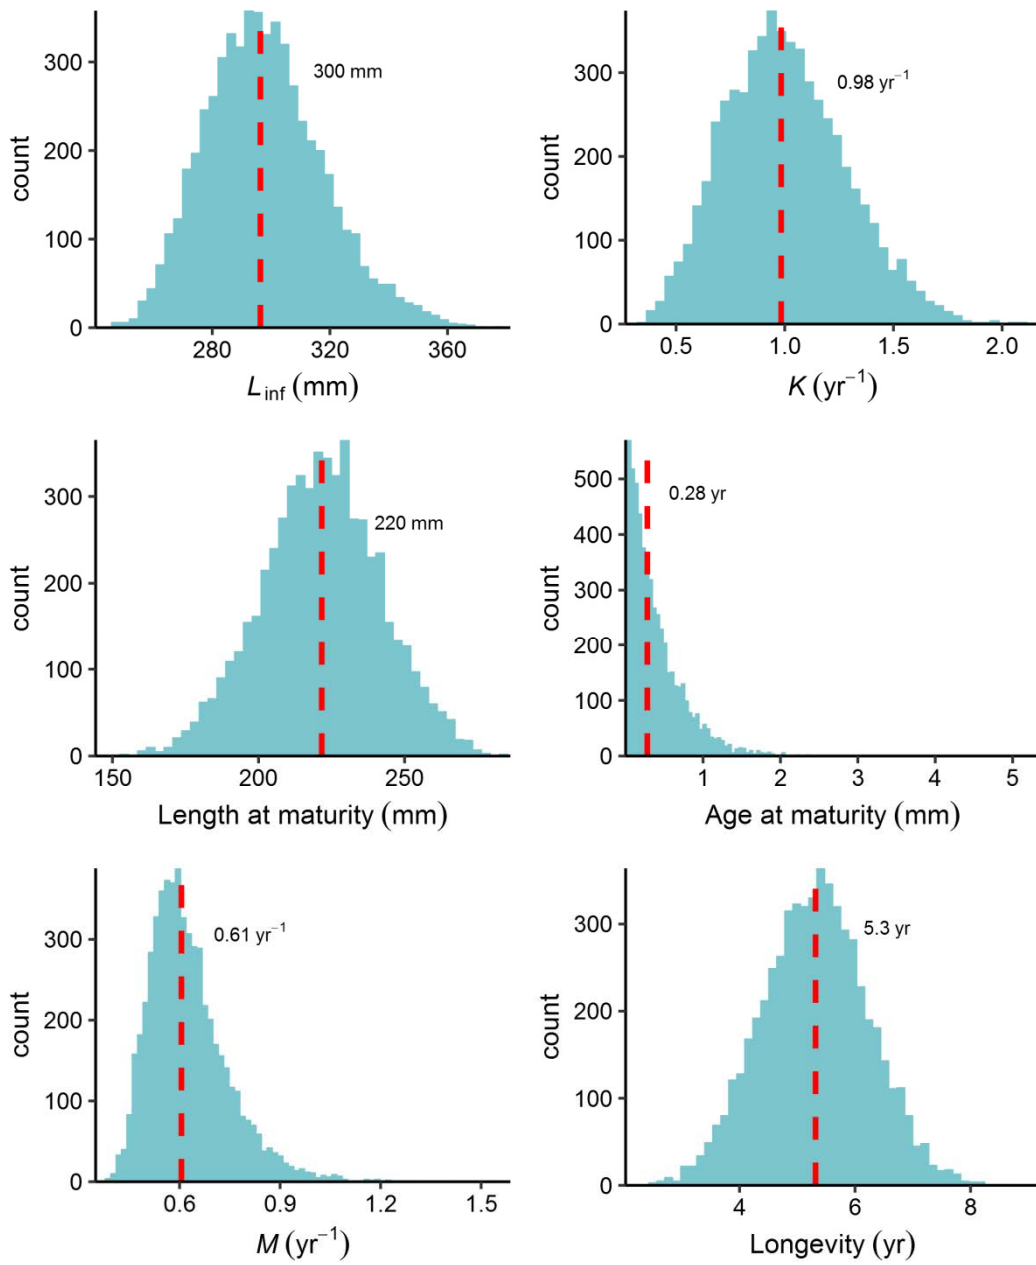 300 mm
count
0
100
200
300
280
320
360
L inf (mm)
0.98 yr⁻¹
count
0
100
200
300
0.5
1.0
1.5
2.0
K (yr⁻¹)
220 mm
count
0
100
200
300
150
200
250
Length at maturity (mm)
0.28 yr
count
0
100
200
300
400
500
1
2
3
4
5
Age at maturity (mm)
0.61 yr⁻¹
count
0
100
200
300
0.6
0.9
1.2
1.5
M (yr⁻¹)
5.3 yr
count
0
100
200
300
4
6
8
Longevity (yr)